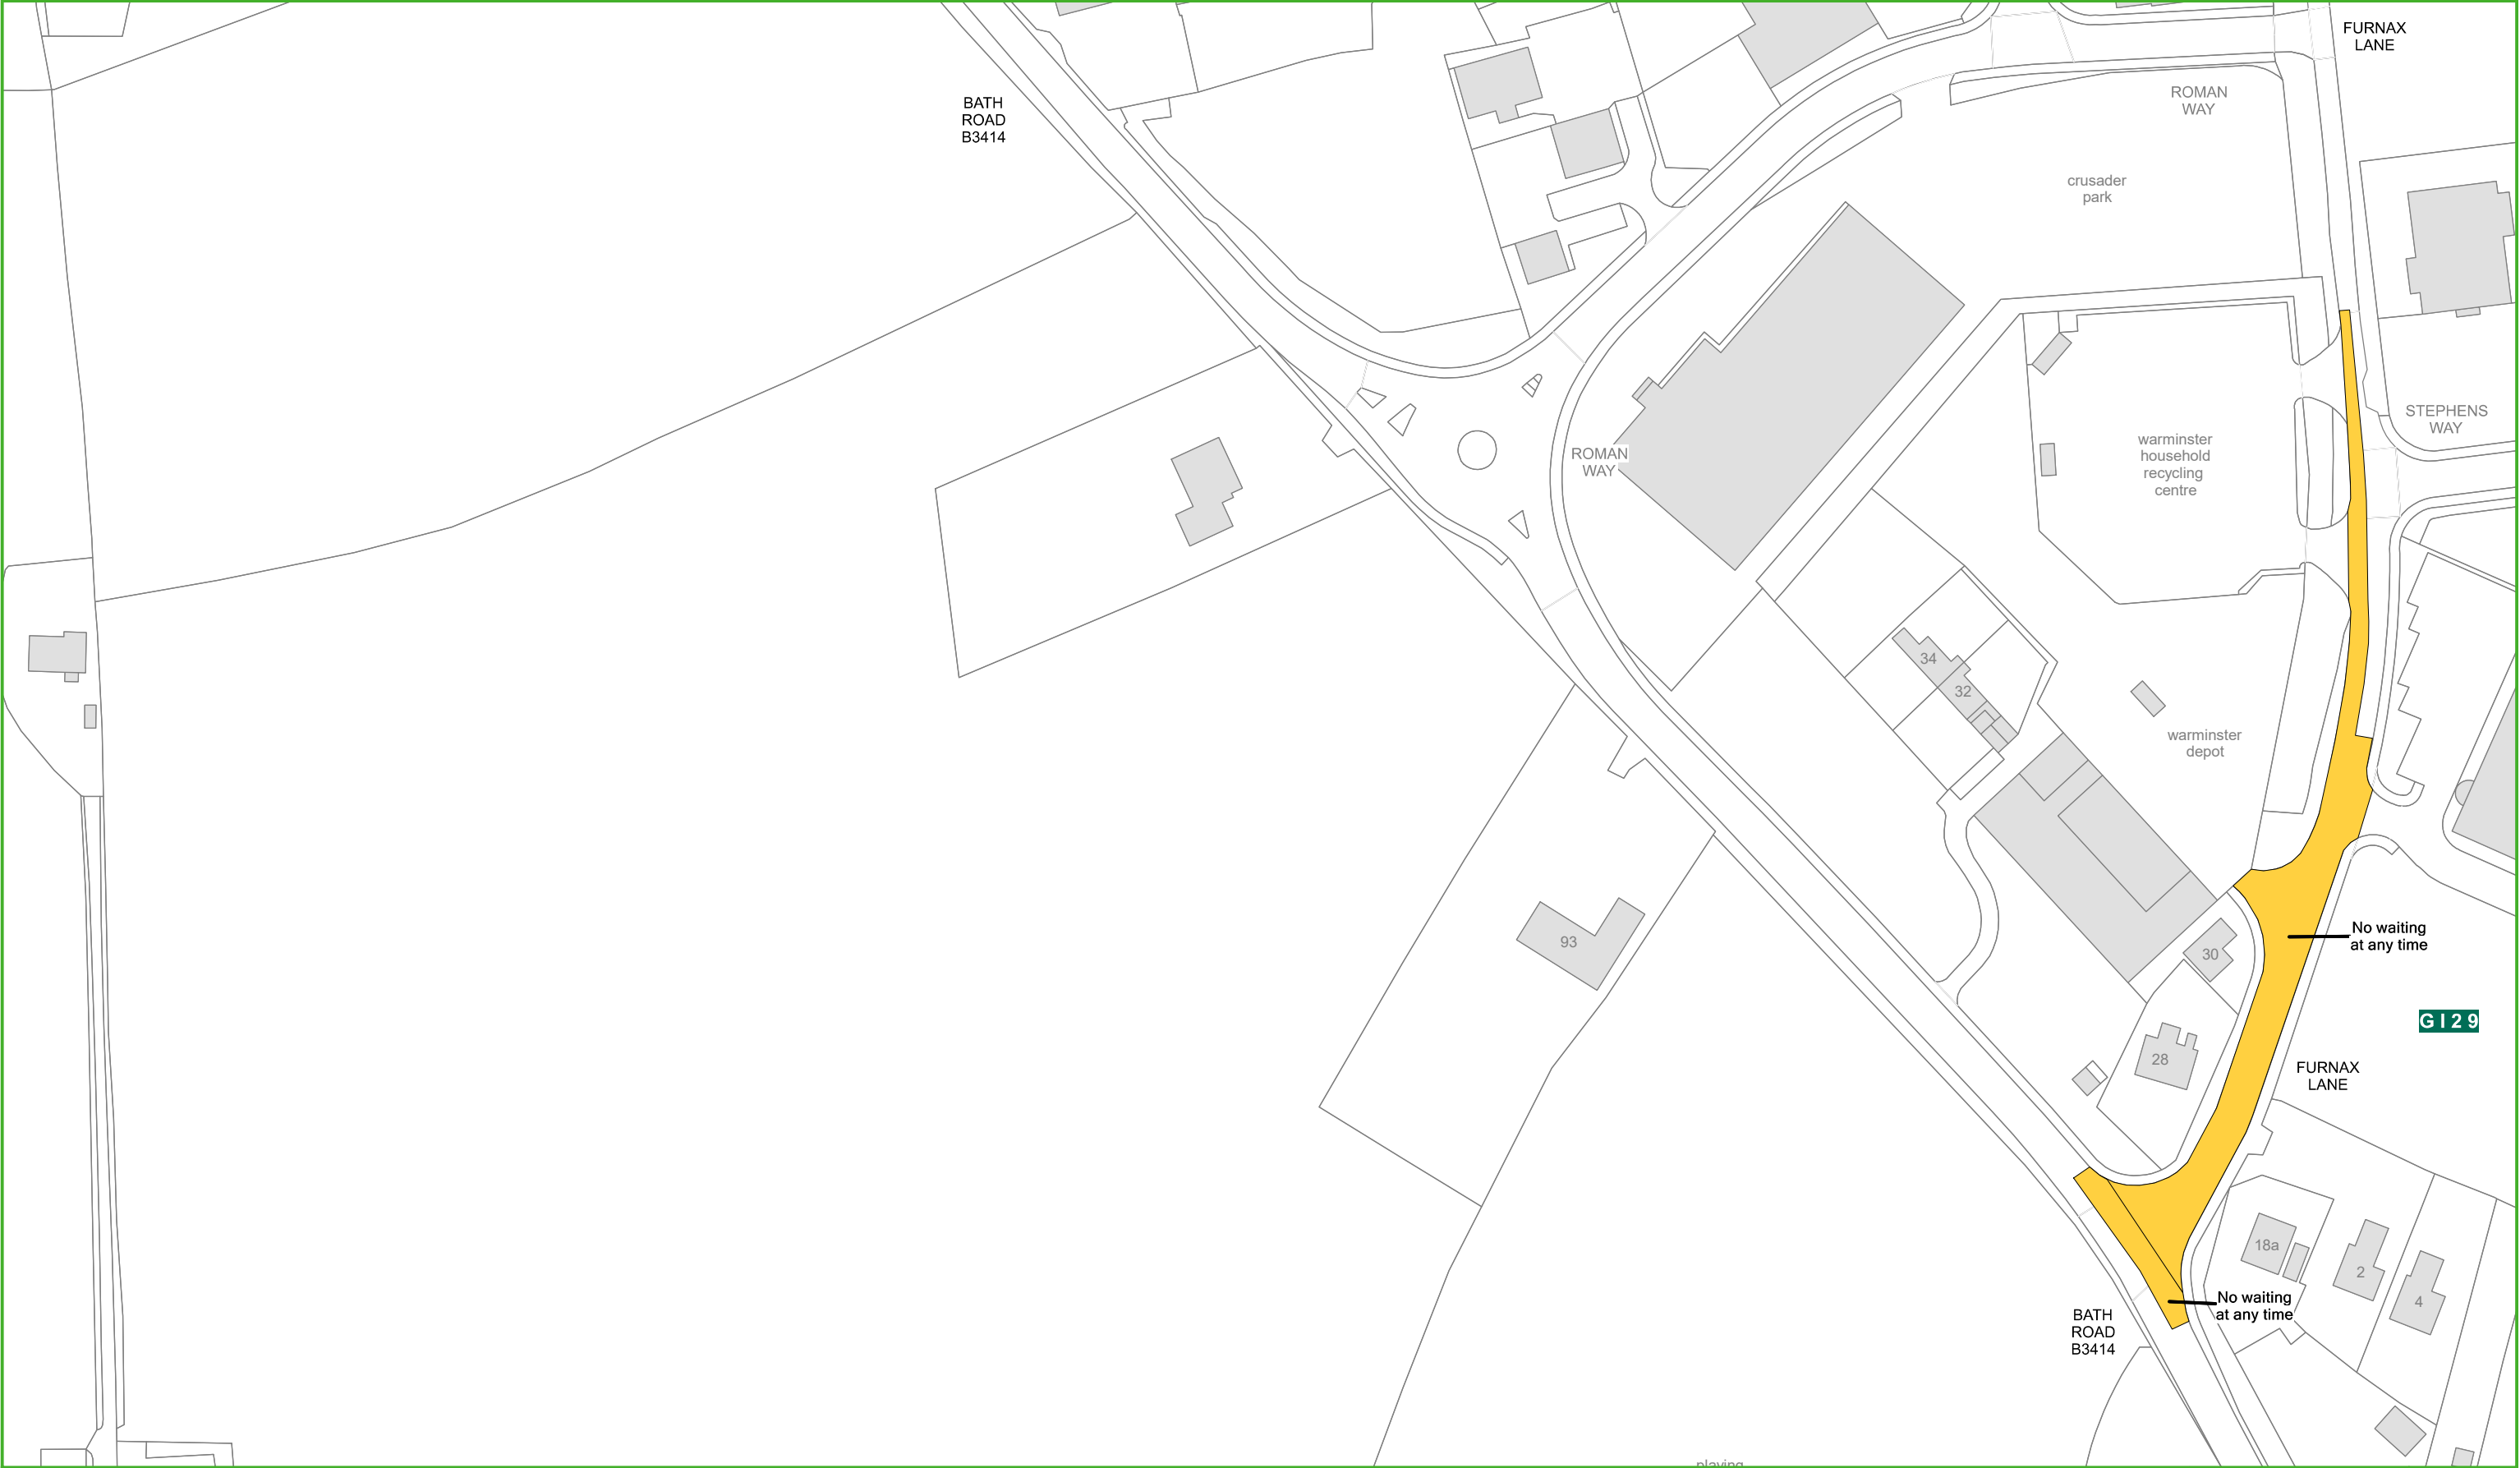 FURNAX
LANE
BATH
ROAD
B3414
ROMAN
WAY
crusader
park
STEPHENS
WAY
warminster
household
recycling
centre
ROMAN
WAY
34
32
warminster
depot
93
30
No waiting
at any time
G I 2 9
28
FURNAX
LANE
18a
2
4
No waiting
at any time
BATH
ROAD
B3414
playing